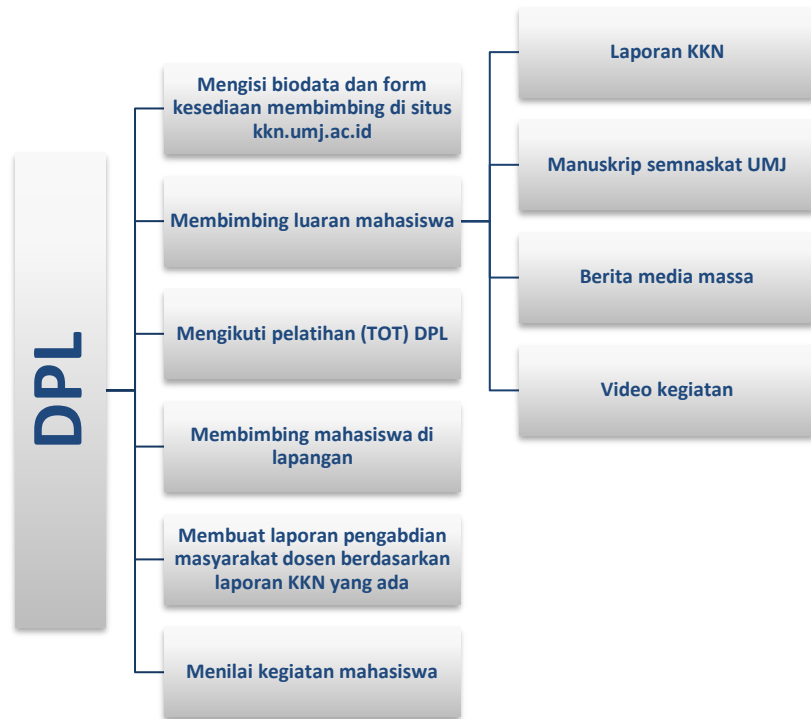 DPL
Mengisi biodata dan form
kesediaan membimbing di situs
kkn.umj.ac.id
Membimbing luaran mahasiswa
Laporan KKN
Manuskrip semnaskat UMJ
Berita media massa
Video kegiatan
Mengikuti pelatihan (TOT) DPL
Membimbing mahasiswa di
lapangan
Membuat laporan pengabdian
masyarakat dosen berdasarkan
laporan KKN yang ada
Menilai kegiatan mahasiswa